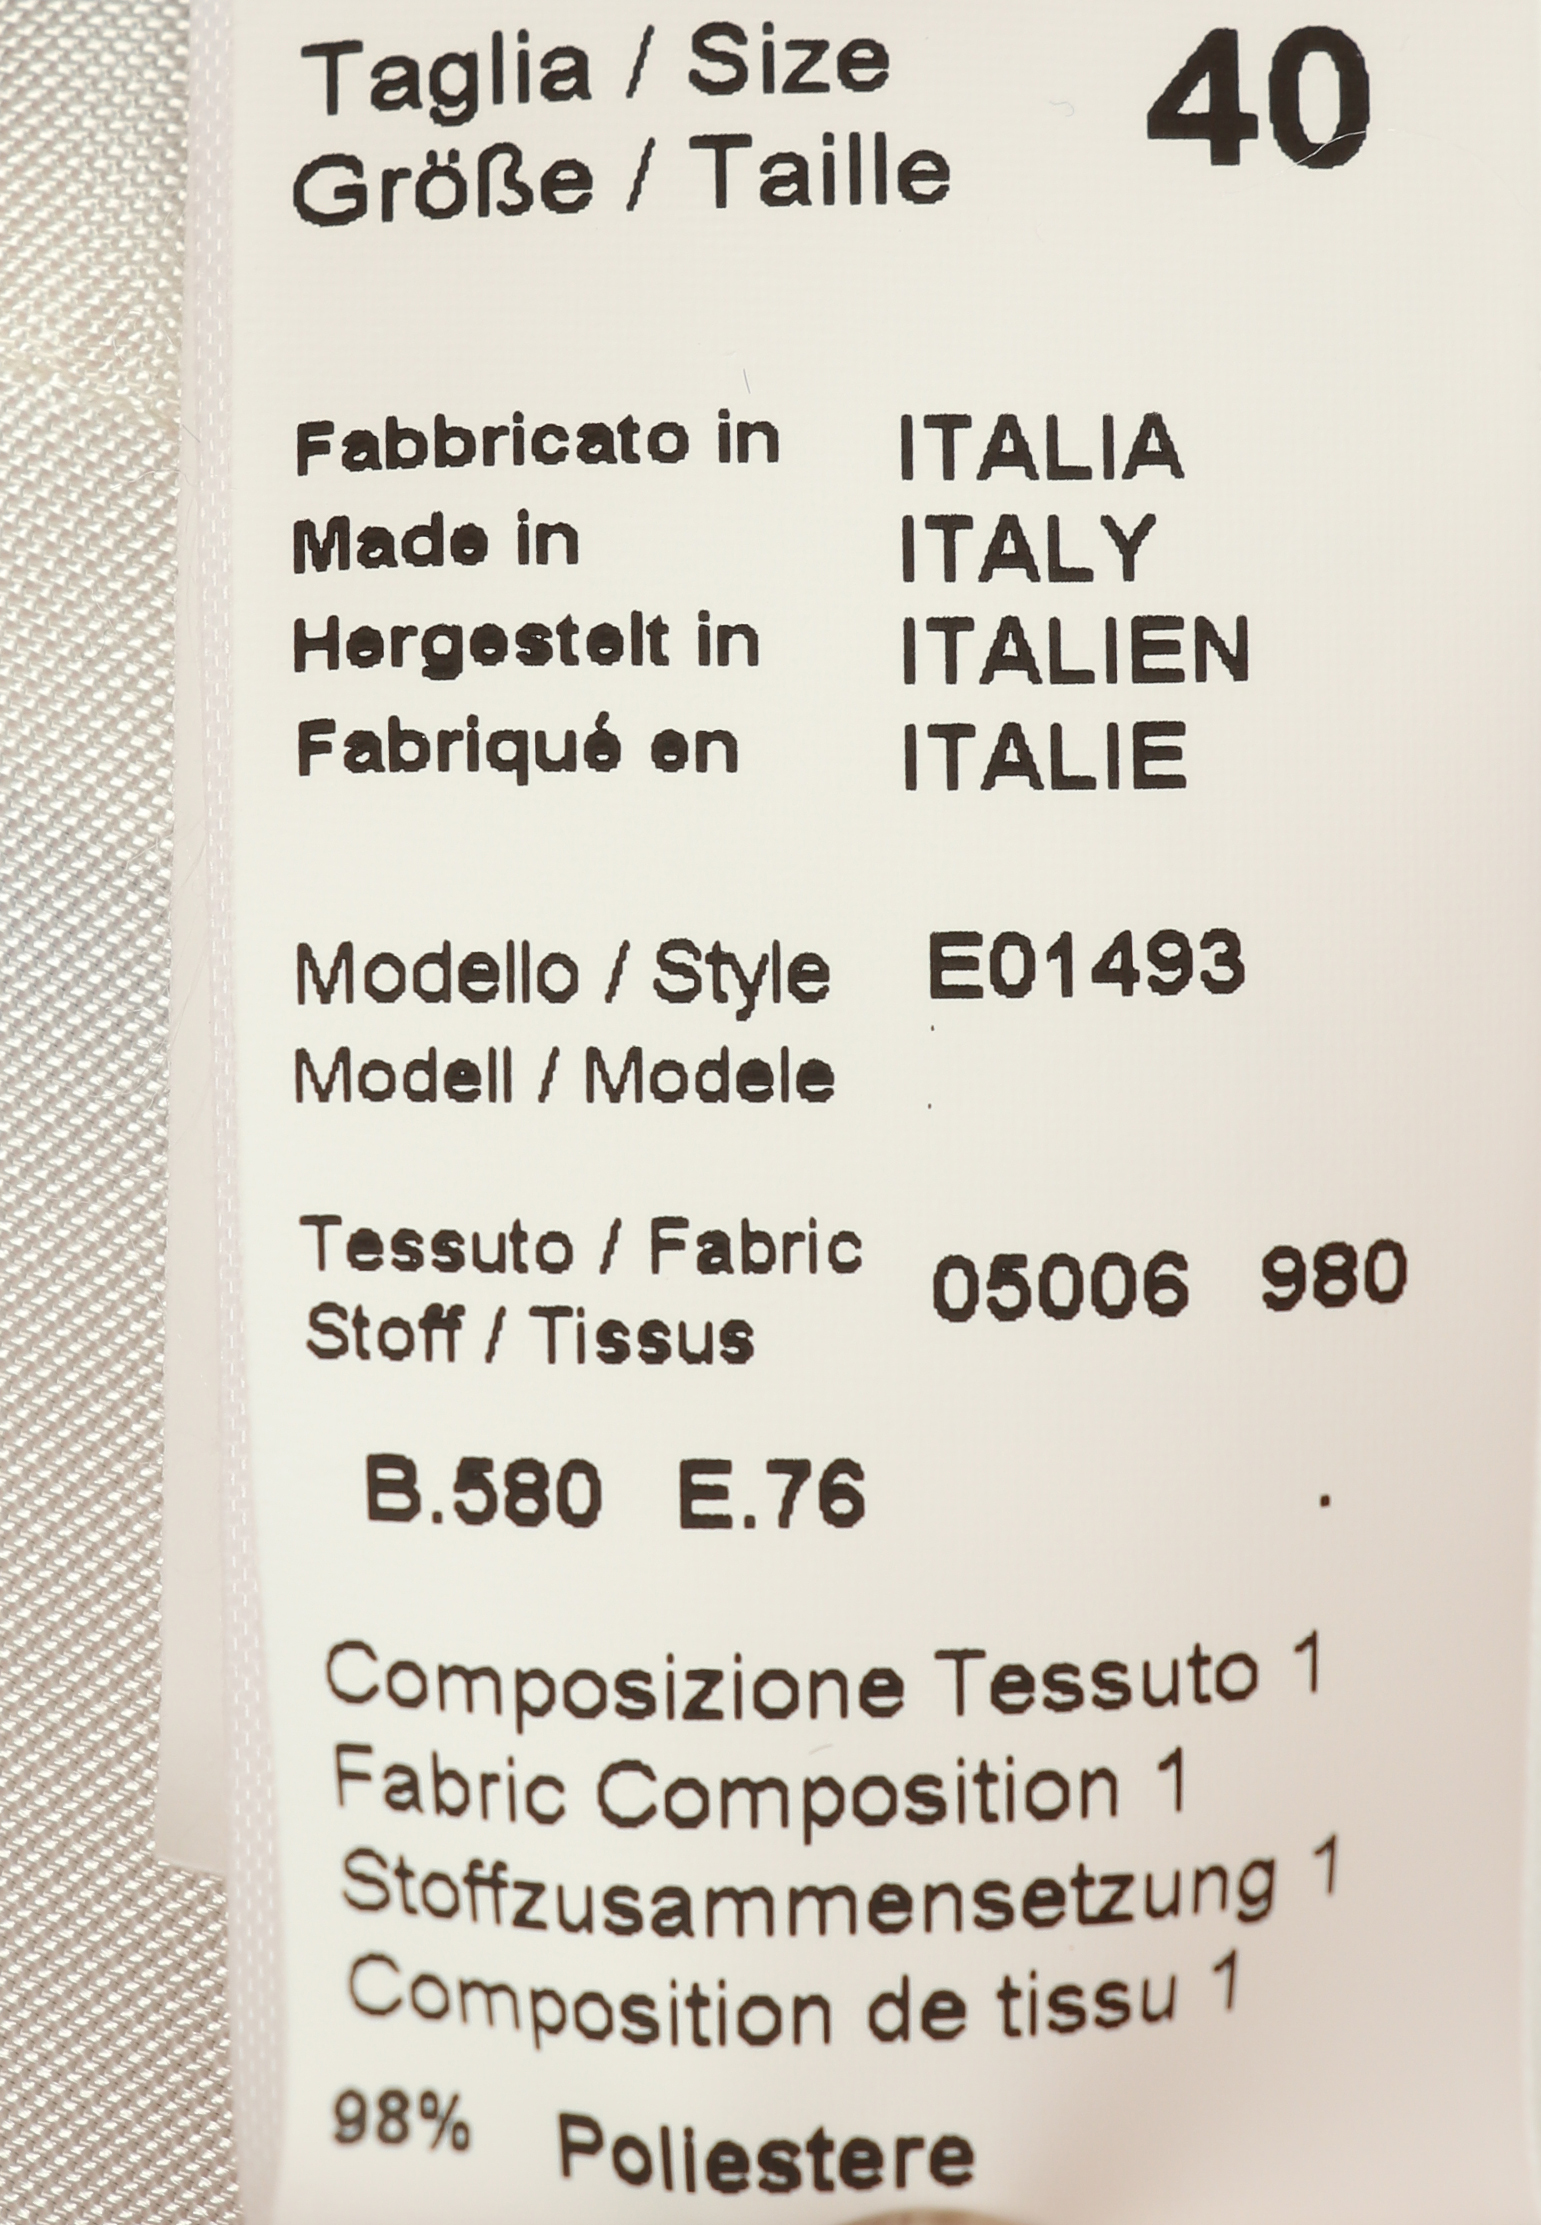 Taglia / Size 40
Größe / Taille
Fabbricato in ITALIA
Made in ITALY
Hergestelt in ITALIEN
Fabriqué en ITALIE
Modello / Style E01493
Modell / Modele
Tessuto / Fabric 05006 980
Stoff / Tissus
B.580 E.76
Composizione Tessuto 1
Fabric Composition 1
Stoffzusammensetzung 1
Composition de tissu 1
98% Poliestere